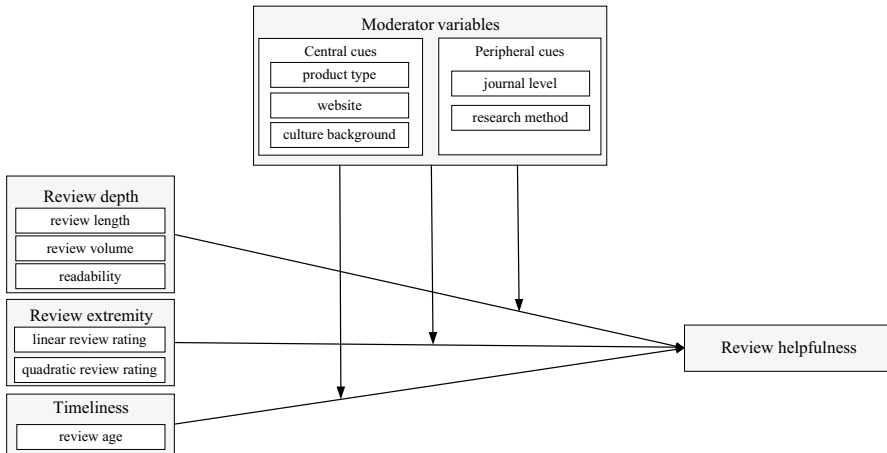 Moderator variables
Central cues
product type
website
culture background
Peripheral cues
journal level
research method
Review depth
review length
review volume
readability
Review extremity
linear review rating
quadratic review rating
Timeliness
review age
Review helpfulness